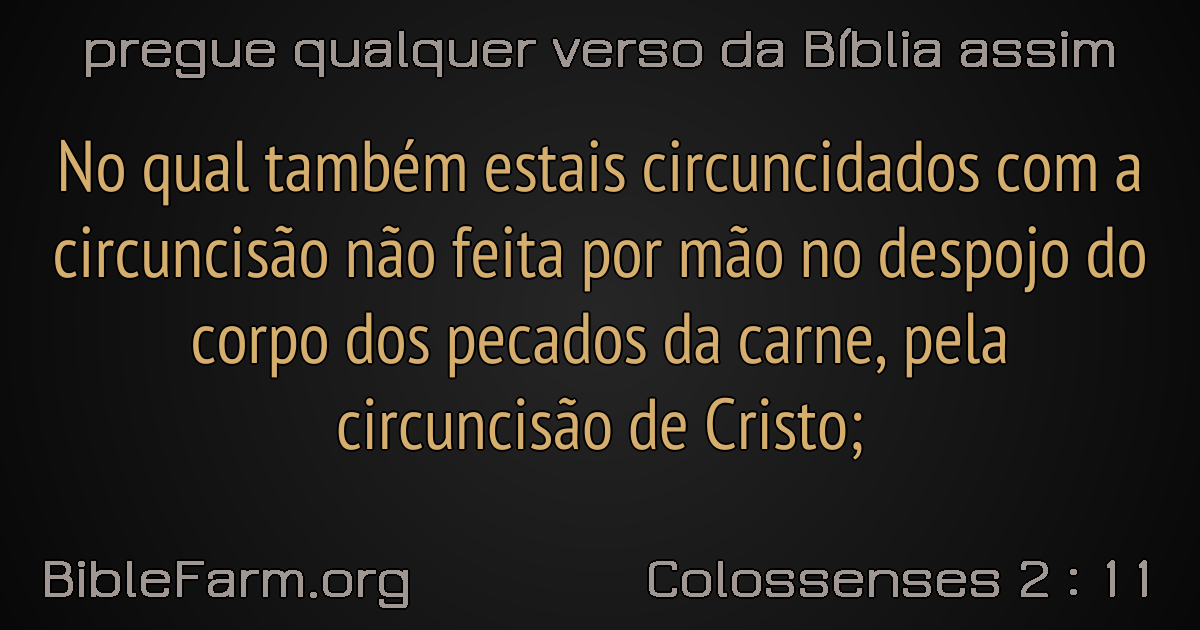 pregue qualquer verso da Bíblia assim
No qual também estais circuncidados com a
circuncisão não feita por mão no despojo do
corpo dos pecados da carne, pela
circuncisão de Cristo;
BibleFarm.org
Colossenses 2 : 11